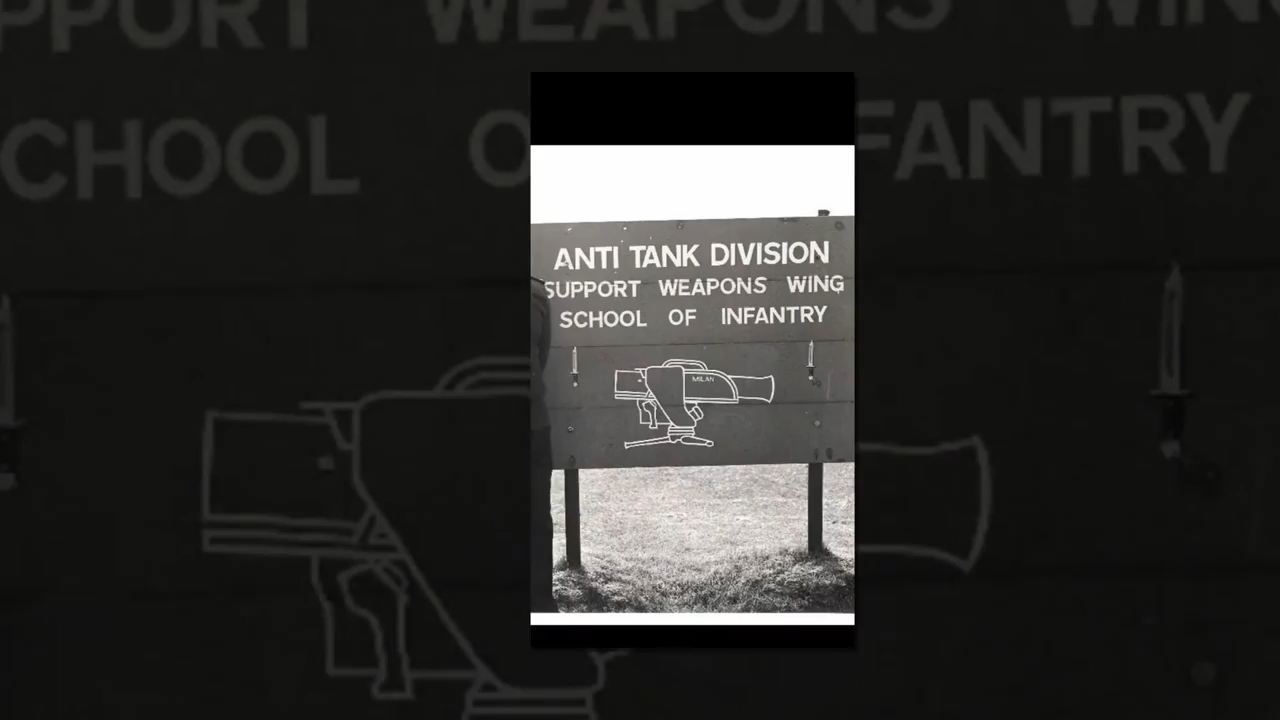 ANTI TANK DIVISION
SUPPORT WEAPONS WING
SCHOOL OF INFANTRY
MILAN